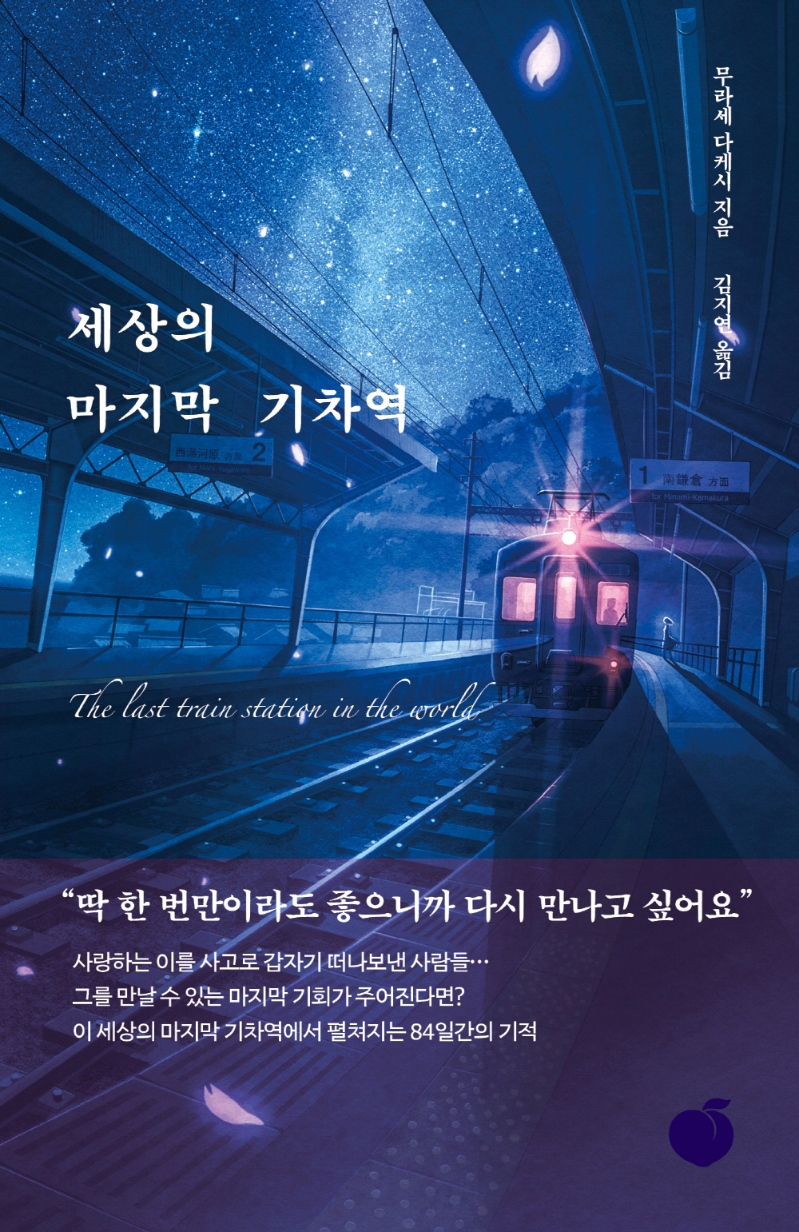 무라세 다케시 지음
김지연 옮김
세상의
마지막 기차역
2
1 南鎌倉 方面
for Minami-Kamakura
The last train station in the world
“딱 한 번만이라도 좋으니까 다시 만나고 싶어요”
사랑하는 이를 사고로 갑자기 떠나보낸 사람들…
그를 만날 수 있는 마지막 기회가 주어진다면?
이 세상의 마지막 기차역에서 펼쳐지는 84일간의 기적